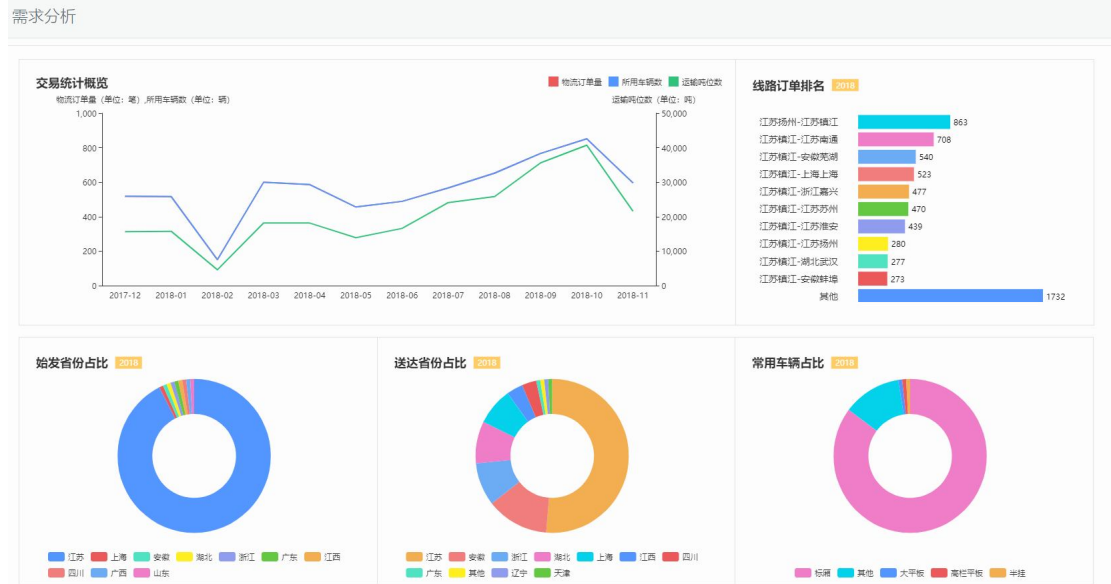 需求分析
交易统计概览
物流订单量 所用车辆数 运输吨位数
物流订单量（单位：笔）,所用车辆数（单位：辆） 运输吨位数（单位：吨）
1,000 50,000
800 40,000
600 30,000
400 20,000
200 10,000
0 0
2017-12 2018-01 2018-02 2018-03 2018-04 2018-05 2018-06 2018-07 2018-08 2018-09 2018-10 2018-11
线路订单排名 2018
江苏扬州-江苏镇江 863
江苏镇江-江苏南通 708
江苏镇江-安徽芜湖 540
江苏镇江-上海上海 523
江苏镇江-浙江嘉兴 477
江苏镇江-江苏苏州 470
江苏镇江-江苏淮安 439
江苏镇江-江苏扬州 280
江苏镇江-湖北武汉 277
江苏镇江-安徽蚌埠 273
其他 1732
始发省份占比 2018
江苏 上海 安徽 湖北 浙江 广东 江西
四川 广西 山东
送达省份占比 2018
江苏 安徽 浙江 湖北 上海 江西 四川
广东 其他 辽宁 天津
常用车辆占比 2018
标厢 其他 大平板 高栏平板 半挂